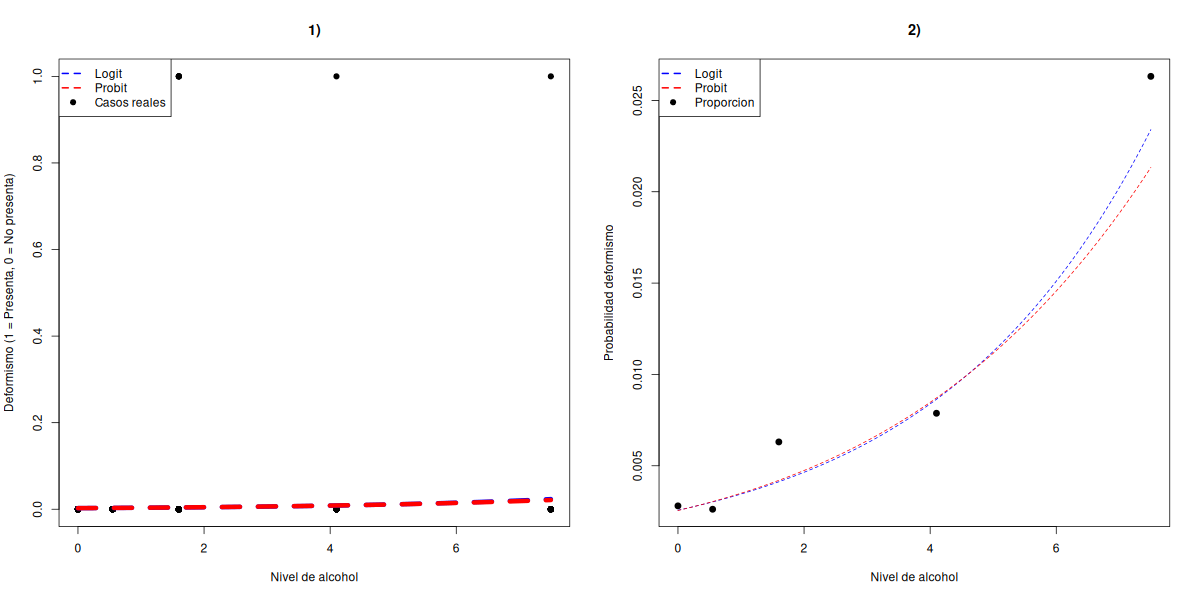 1)
Logit
Probit
Casos reales
Deformismo (1 = Presenta, 0 = No presenta)
1.0
0.8
0.6
0.4
0.2
0.0
0
2
4
6
Nivel de alcohol
2)
Logit
Probit
Proporcion
Probabilidad deformismo
0.025
0.020
0.015
0.010
0.005
0
2
4
6
Nivel de alcohol